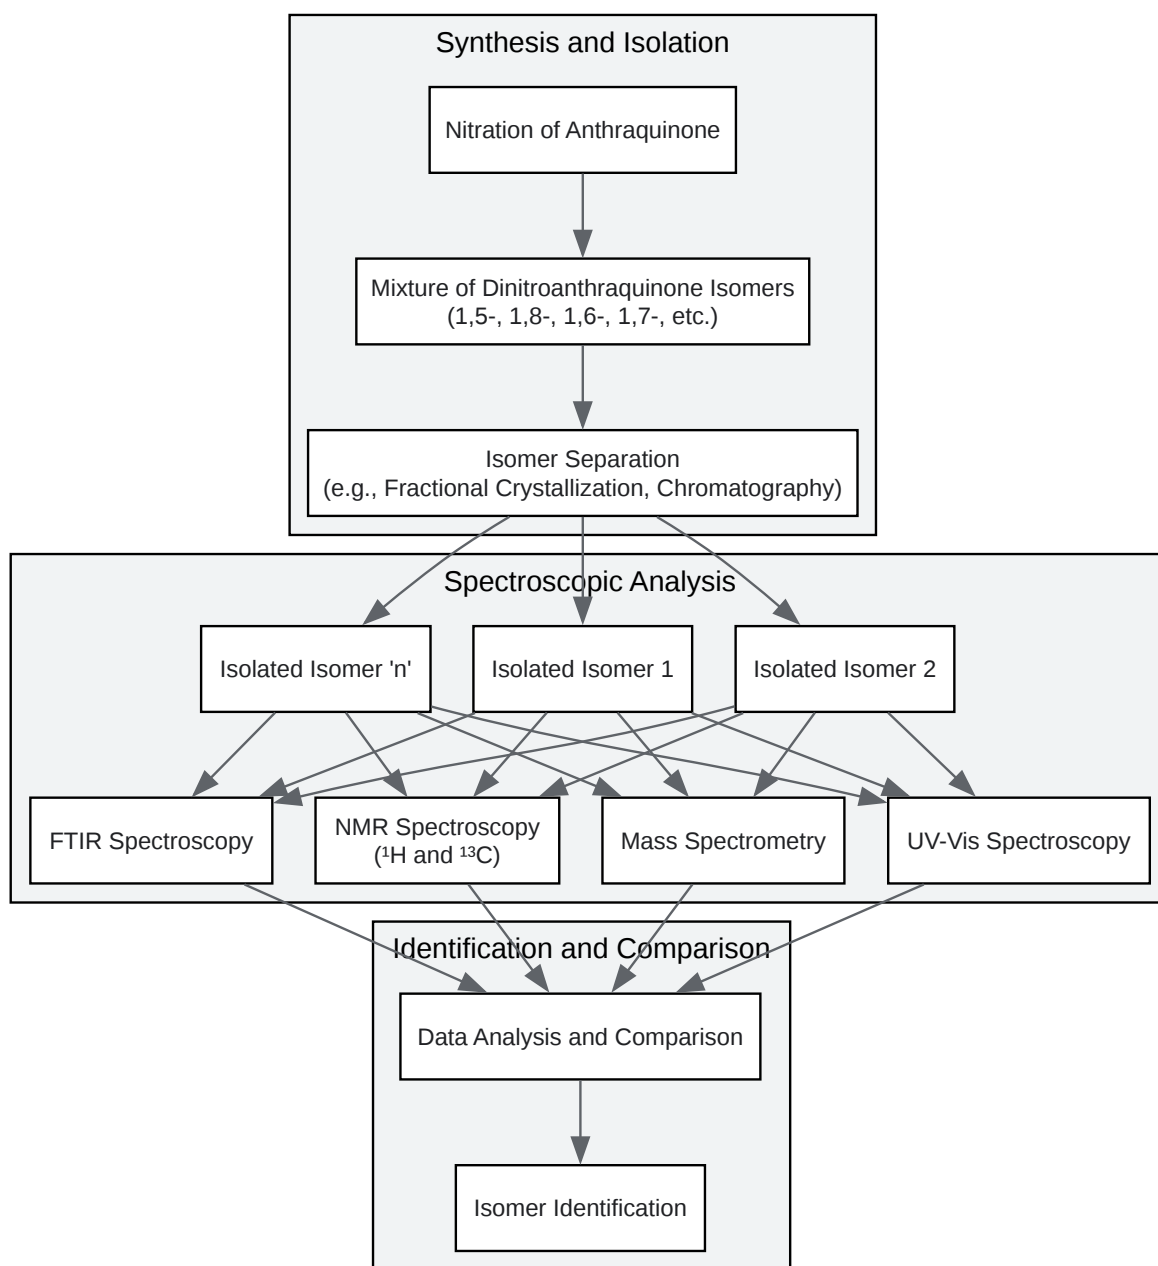 Synthesis and Isolation
Nitration of Anthraquinone
Mixture of Dinitroanthraquinone Isomers
(1,5-, 1,8-, 1,6-, 1,7-, etc.)
Isomer Separation
(e.g., Fractional Crystallization, Chromatography)
Spectroscopic Analysis
Isolated Isomer 'n'
Isolated Isomer 1
Isolated Isomer 2
FTIR Spectroscopy
NMR Spectroscopy
(¹H and ¹³C)
Mass Spectrometry
UV-Vis Spectroscopy
Identification and Comparison
Data Analysis and Comparison
Isomer Identification